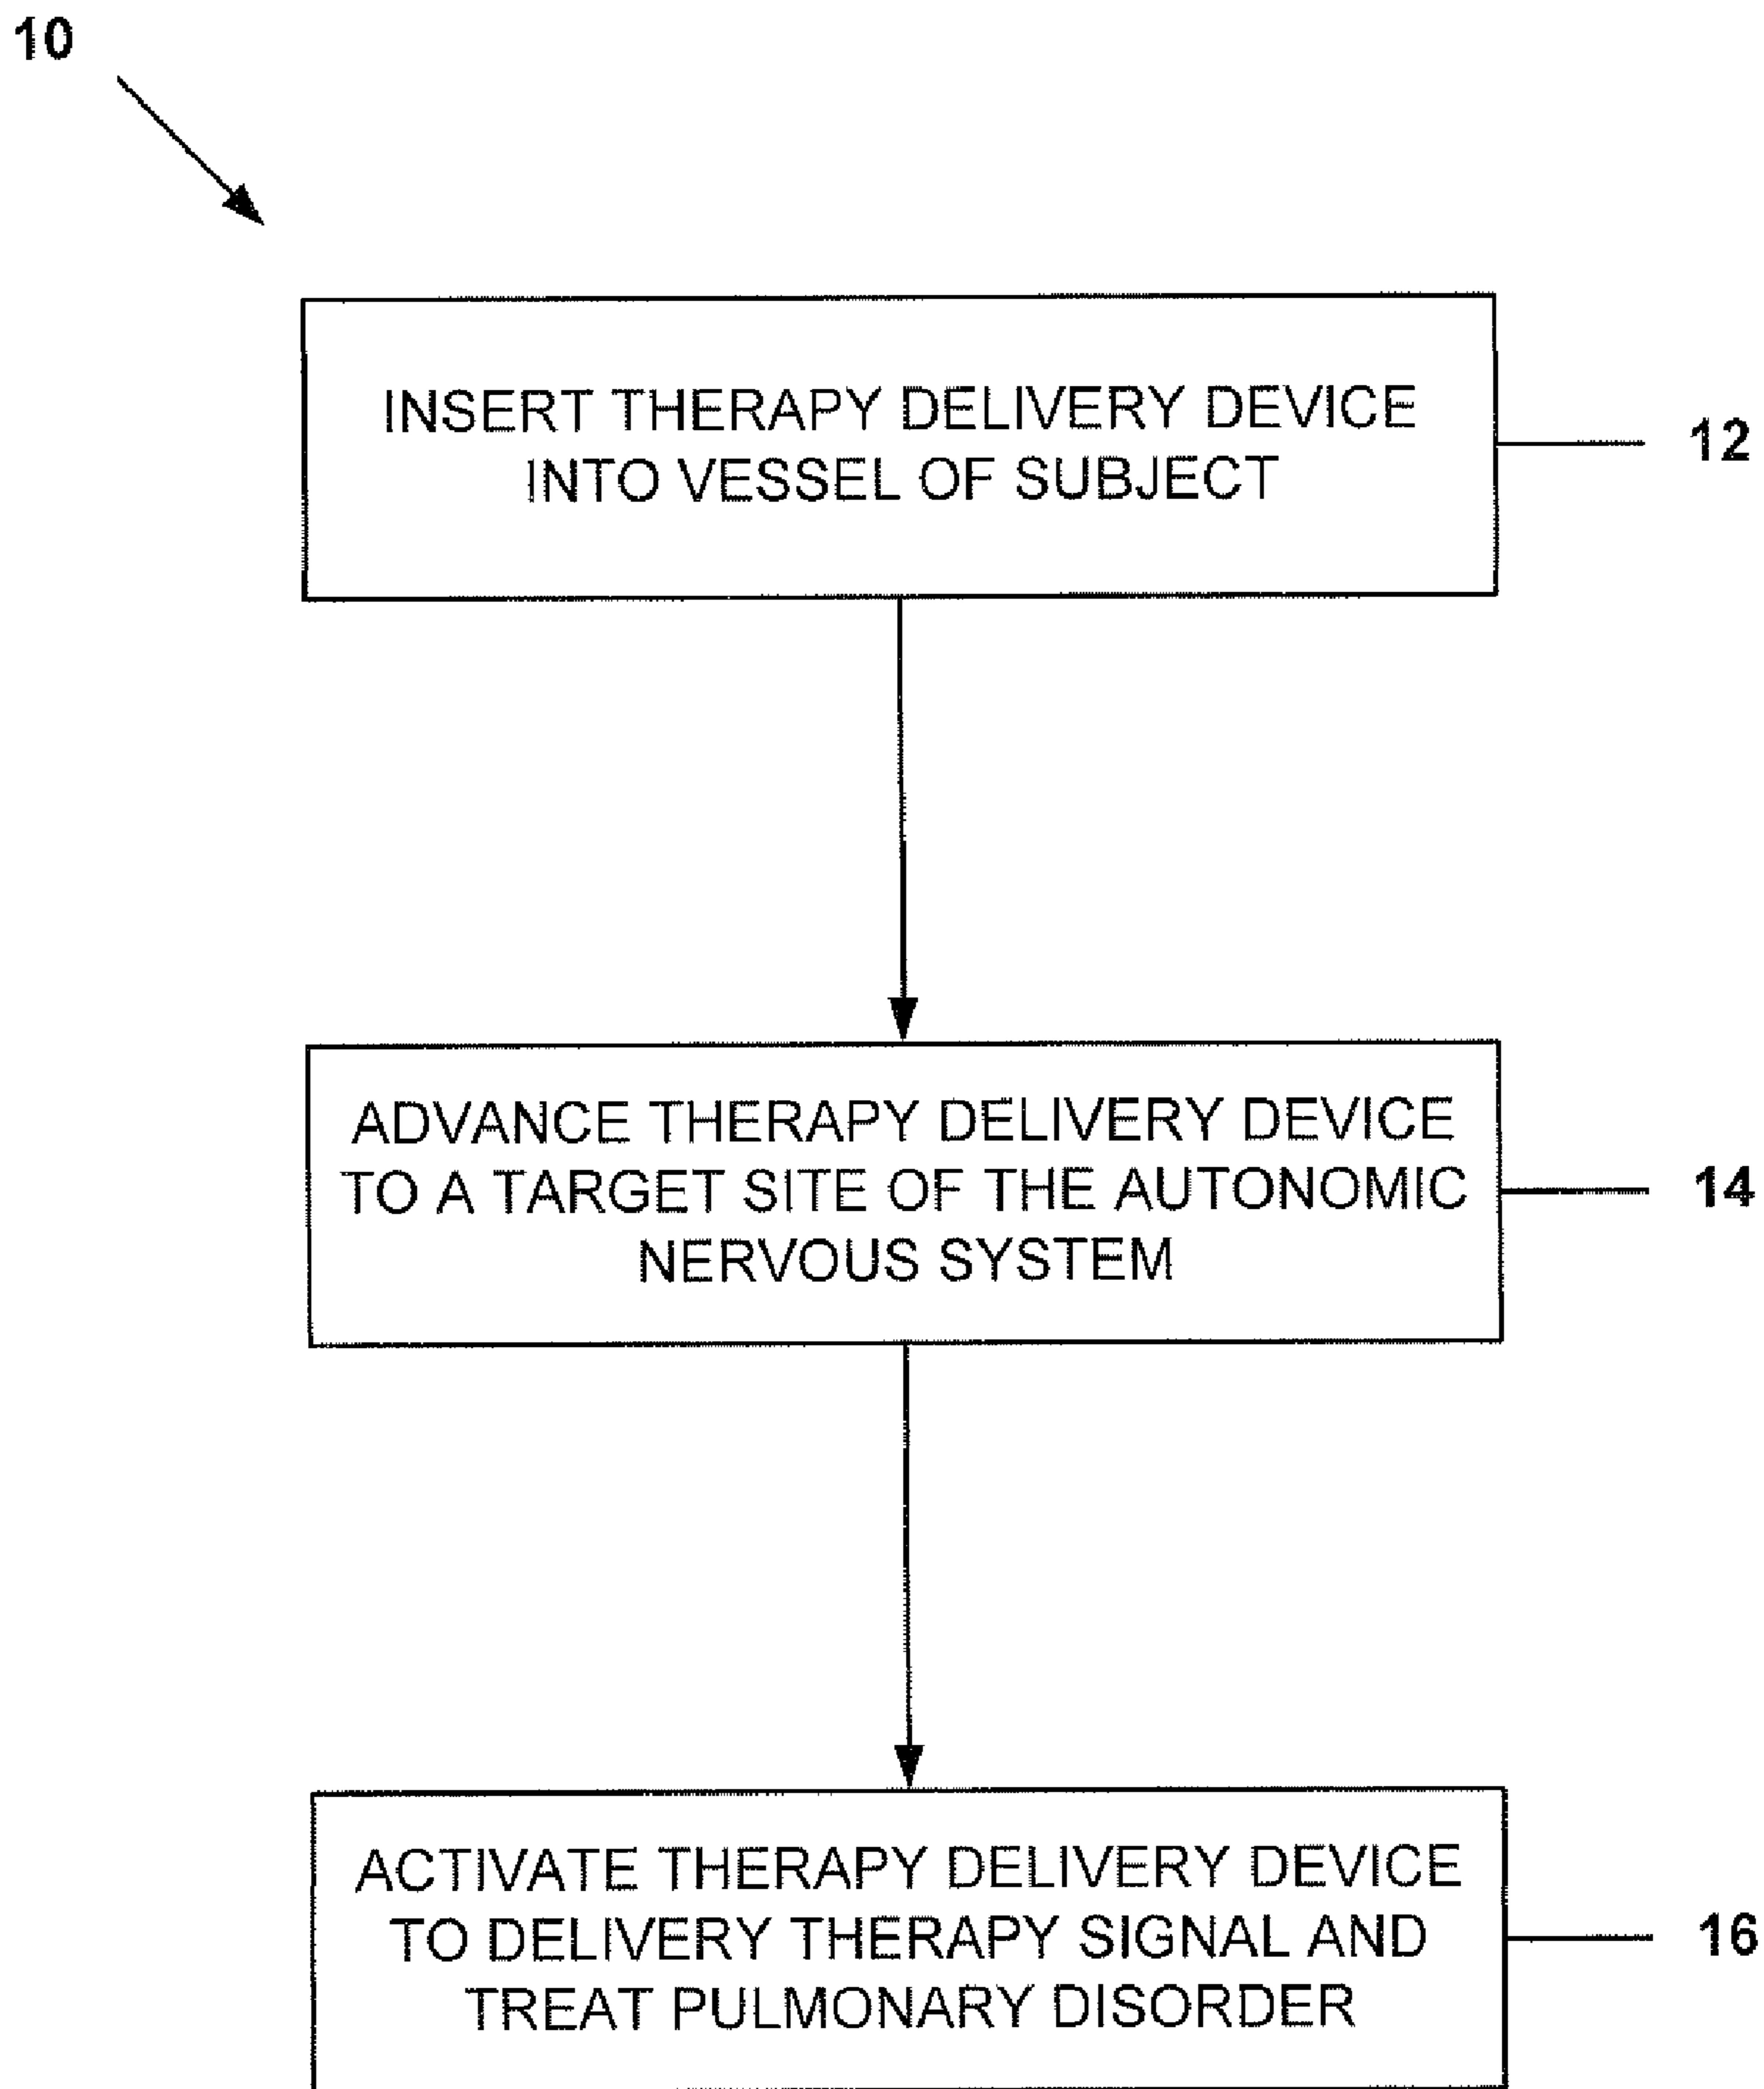 10
INSERT THERAPY DELIVERY DEVICE
INTO VESSEL OF SUBJECT
12
ADVANCE THERAPY DELIVERY DEVICE
TO A TARGET SITE OF THE AUTONOMIC
NERVOUS SYSTEM
14
ACTIVATE THERAPY DELIVERY DEVICE
TO DELIVERY THERAPY SIGNAL AND
TREAT PULMONARY DISORDER
16